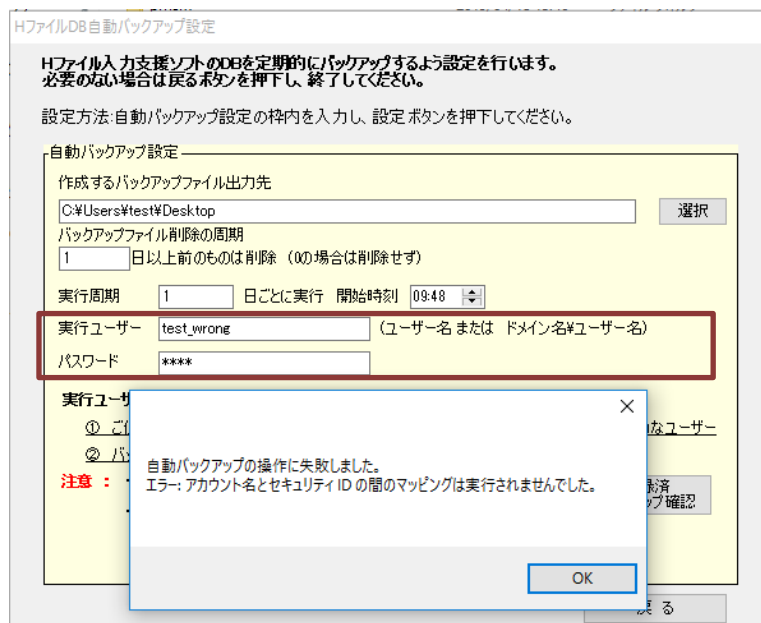 HファイルDB自動バックアップ設定
Hファイル入力支援ソフトのDBを定期的にバックアップするよう設定を行います。
必要のない場合は戻るボタンを押下し、終了してください。
設定方法:自動バックアップ設定の枠内を入力し、設定ボタンを押下してください。
自動バックアップ設定
作成するバックアップファイル出力先
C:¥Users¥test¥Desktop 選択
バックアップファイル削除の周期
1 日以上前のものは削除 (0の場合は削除せず)
実行周期 1 日ごとに実行 開始時刻 09:48
実行ユーザー test_wrong (ユーザー名 または ドメイン名¥ユーザー名)
パスワード ****
実行ユーサ
① ご なユーザー
② バ
注意 :
自動バックアップの操作に失敗しました。
エラー: アカウント名とセキュリティ ID の間のマッピングは実行されませんでした。
済
プ確認
OK
戻る